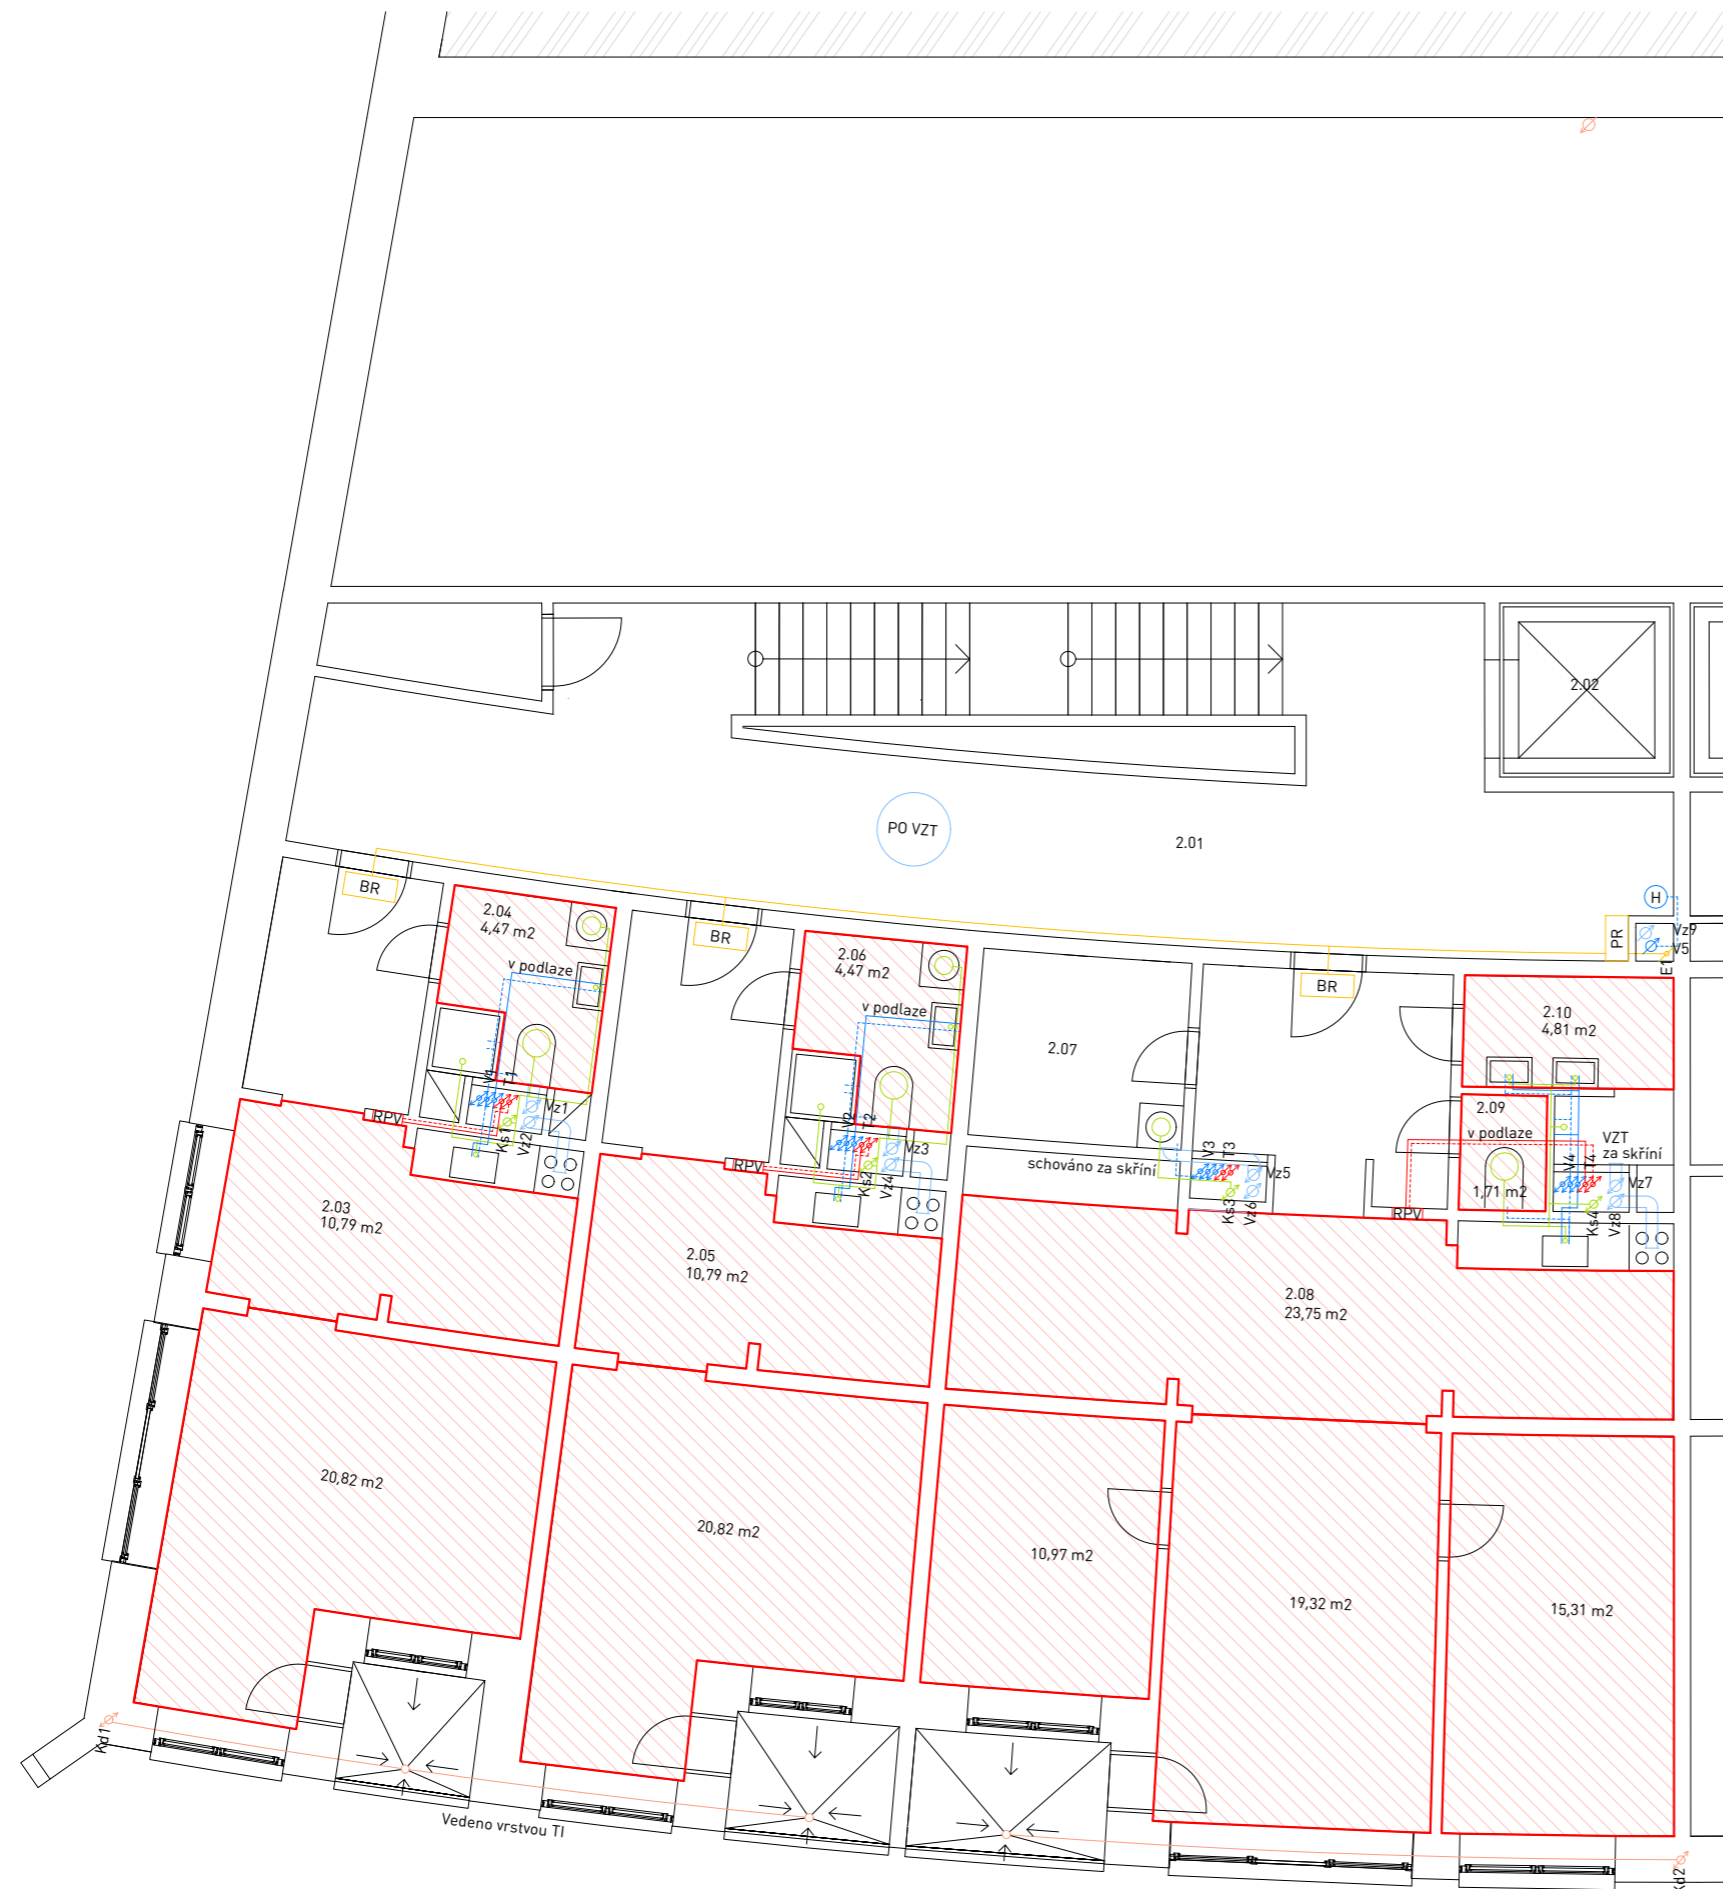 2.02
PO VZT
2.01
BR
BR
BR
H
PR
Vz9
V5
E1
2.04
4,47 m2
v podlaze
2.06
4,47 m2
v podlaze
2.07
2.10
4,81 m2
2.09
v podlaze
1,71 m2
VZT
za skříní
V1
T1
Vz1
RPV
Ks1
Vz2
V2
T2
Vz3
RPV
Ks2
Vz4
schováno za skříní
V3
T3
Vz5
Ks3
Vz6
V4
T4
Vz7
RPV
Ks4
Vz8
2.03
10,79 m2
2.05
10,79 m2
2.08
23,75 m2
20,82 m2
20,82 m2
10,97 m2
19,32 m2
15,31 m2
Kd1
Vedeno vrstvou TI
Kd2